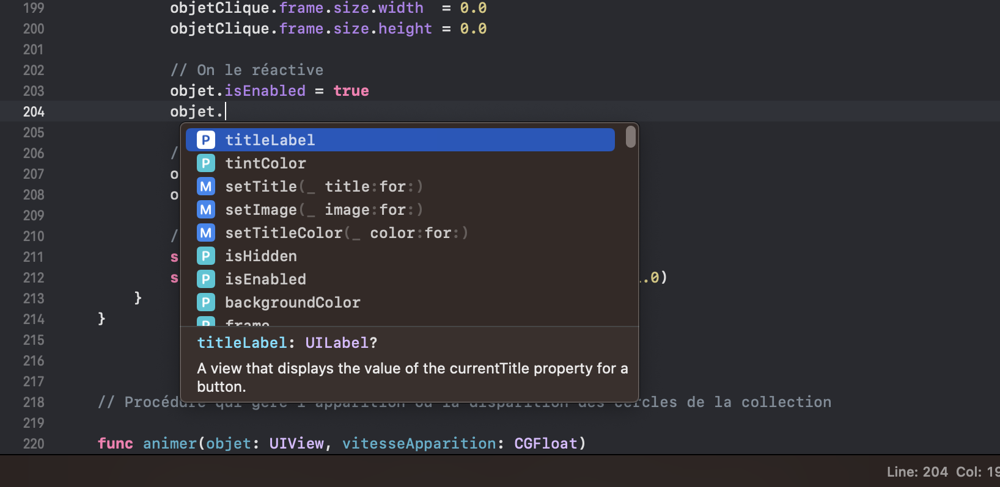 199 objetClique.frame.size.width  = 0.0
200 objetClique.frame.size.height = 0.0
201
202 // On le réactive
203 objet.isEnabled = true
204 objet.
titleLabel
tintColor
setTitle(_ title:for:)
setImage(_ image:for:)
setTitleColor(_ color:for:)
isHidden
isEnabled
backgroundColor
frame
titleLabel: UILabel?
A view that displays the value of the currentTitle property for a
button.
205
206 /
207 o
208 o
209
210 /
211 s
212 s .0)
213 }
214 }
215
216
217
218 // Procédure qui gère l'apparition ou la disparition des cercles de la collection
219
220 func animer(objet: UIView, vitesseApparition: CGFloat)
Line: 204 Col: 19